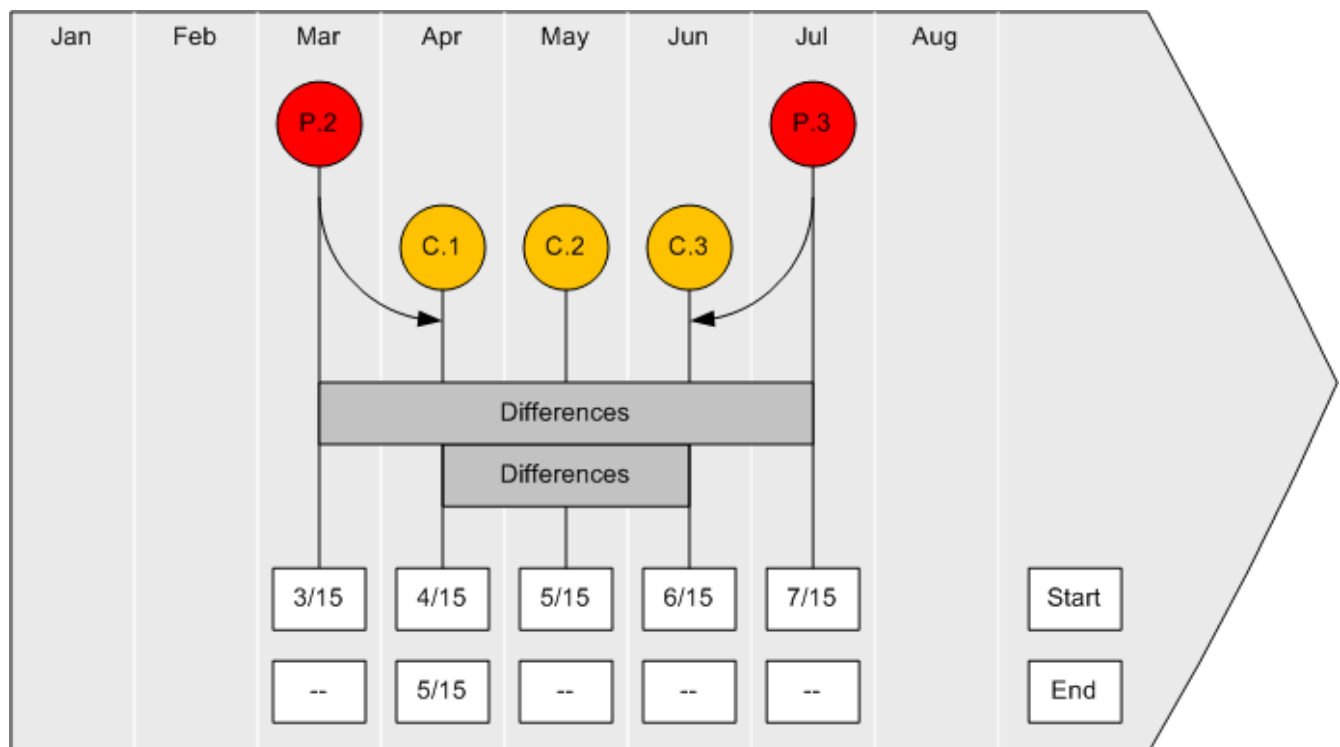 Jan Feb Mar Apr May Jun Jul Aug
P.2 P.3
C.1 C.2 C.3
Differences
Differences
3/15 4/15 5/15 6/15 7/15 Start
-- 5/15 -- -- -- End